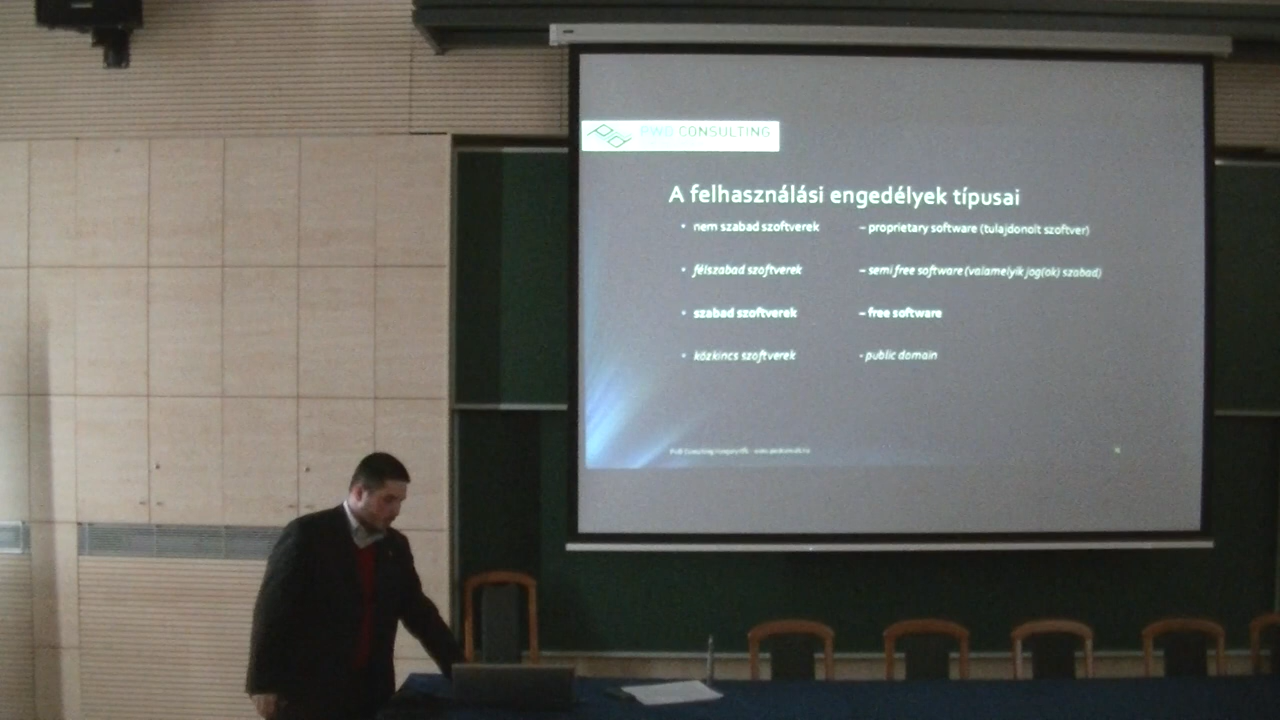 PWD CONSULTING
A felhasználási engedélyek típusai
• nem szabad szoftverek – proprietary software (tulajdonolt szoftver)
• félszabad szoftverek – semi free software (valamelyik jog(ok) szabad)
• szabad szoftverek – free software
• közkincs szoftverek - public domain